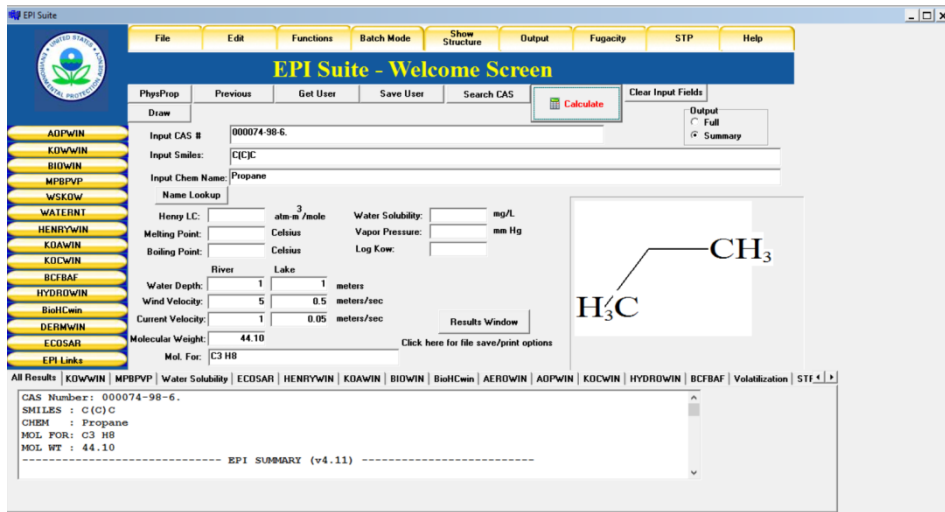 EPI Suite
File Edit Functions Batch Mode Show Structure Output Fugacity STP Help
EPI Suite - Welcome Screen
PhysProp Previous Get User Save User Search CAS Calculate Clear Input Fields
Draw
Output
Full
Summary
Input CAS # 000074-98-6.
Input Smiles: C(C)C
Input Chem Name: Propane
Name Lookup
Henry LC: atm-m3/mole Water Solubility: mg/L
Melting Point: Celsius Vapor Pressure: mm Hg
Boiling Point: Celsius Log Kow:
River Lake
Water Depth: 1 1 meters
Wind Velocity: 5 0.5 meters/sec
Current Velocity: 1 0.05 meters/sec
Results Window
Molecular Weight: 44.10
Click here for file save/print options
Mol. For: C3 H8
AOPWIN
KOWWIN
BIOWIN
MPBPVP
WSKOW
WATERNT
HENRYWIN
KOAWIN
KOCWIN
BCFBAF
HYDROWIN
BioHCwin
DERMWIN
ECOSAR
EPI Links
CH3
H3C
All Results KOWWIN MPBPVP Water Solubility ECOSAR HENRYWIN KOAWIN BIOWIN BioHCwin AEROWIN AOPWIN KOCWIN HYDROWIN BCFBAF Volatilization
CAS Number: 000074-98-6.
SMILES : C(C)C
CHEM : Propane
MOL FOR: C3 H8
MOL WT : 44.10
------------------------------ EPI SUMMARY (v4.11) --------------------------